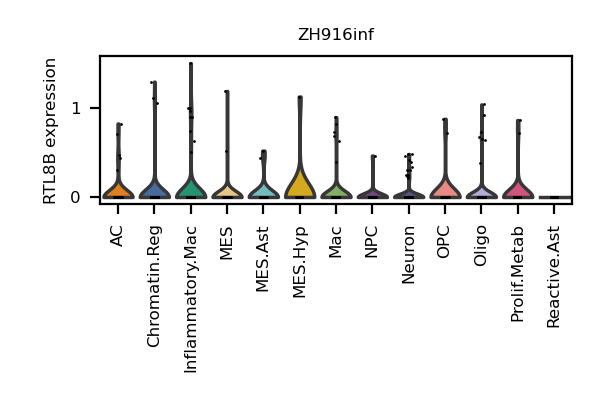 ZH916inf
RTL8B expression
1
0
AC
Chromatin.Reg
Inflammatory.Mac
MES
MES.Ast
MES.Hyp
Mac
NPC
Neuron
OPC
Oligo
Prolif.Metab
Reactive.Ast